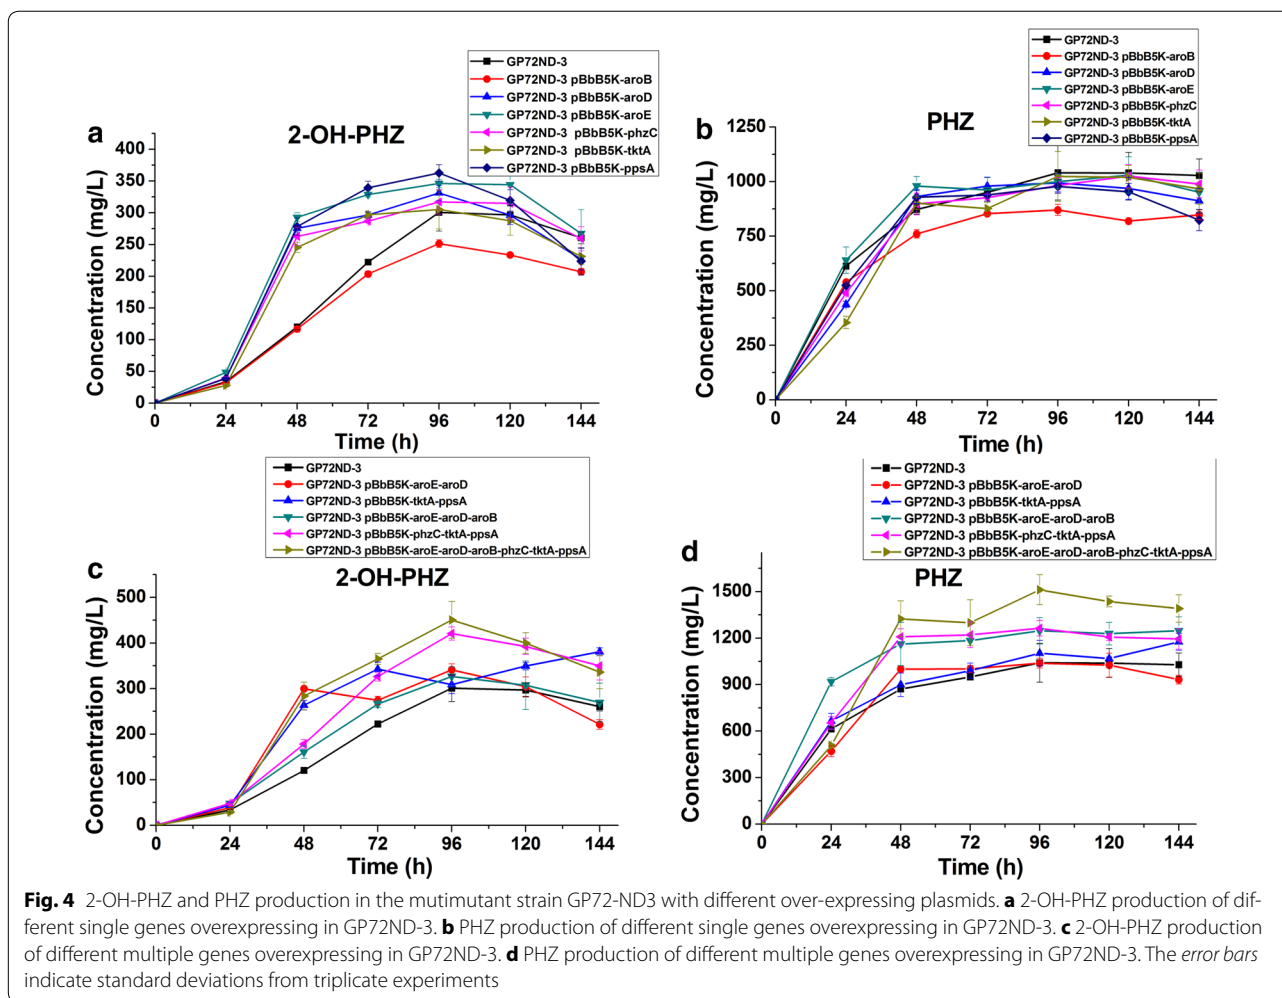 GP72ND-3
GP72ND-3 pBbB5K-aroB
GP72ND-3 pBbB5K-aroD
GP72ND-3 pBbB5K-aroE
GP72ND-3 pBbB5K-phzC
GP72ND-3 pBbB5K-tktA
GP72ND-3 pBbB5K-ppsA
a
2-OH-PHZ
Concentration (mg/L)
400
350
300
250
200
150
100
50
0
0 24 48 72 96 120 144
Time (h)
GP72ND-3
GP72ND-3 pBbB5K-aroB
GP72ND-3 pBbB5K-aroD
GP72ND-3 pBbB5K-aroE
GP72ND-3 pBbB5K-phzC
GP72ND-3 pBbB5K-tktA
GP72ND-3 pBbB5K-ppsA
b
PHZ
Concentration (mg/L)
1250
1000
750
500
250
0
0 24 48 72 96 120 144
Time (h)
GP72ND-3
GP72ND-3 pBbB5K-aroE-aroD
GP72ND-3 pBbB5K-tktA-ppsA
GP72ND-3 pBbB5K-aroE-aroD-aroB
GP72ND-3 pBbB5K-phzC-tktA-ppsA
GP72ND-3 pBbB5K-aroE-aroD-aroB-phzC-tktA-ppsA
c
2-OH-PHZ
Concentration (mg/L)
500
400
300
200
100
0
0 24 48 72 96 120 144
Time (h)
GP72ND-3
GP72ND-3 pBbB5K-aroE-aroD
GP72ND-3 pBbB5K-tktA-ppsA
GP72ND-3 pBbB5K-aroE-aroD-aroB
GP72ND-3 pBbB5K-phzC-tktA-ppsA
GP72ND-3 pBbB5K-aroE-aroD-aroB-phzC-tktA-ppsA
d
PHZ
Concentration (mg/L)
1500
1200
900
600
300
0
0 24 48 72 96 120 144
Time (h)
Fig. 4 2-OH-PHZ and PHZ production in the mutimutant strain GP72-ND3 with different over-expressing plasmids. a 2-OH-PHZ production of dif-
ferent single genes overexpressing in GP72ND-3. b PHZ production of different single genes overexpressing in GP72ND-3. c 2-OH-PHZ production
of different multiple genes overexpressing in GP72ND-3. d PHZ production of different multiple genes overexpressing in GP72ND-3. The error bars
indicate standard deviations from triplicate experiments